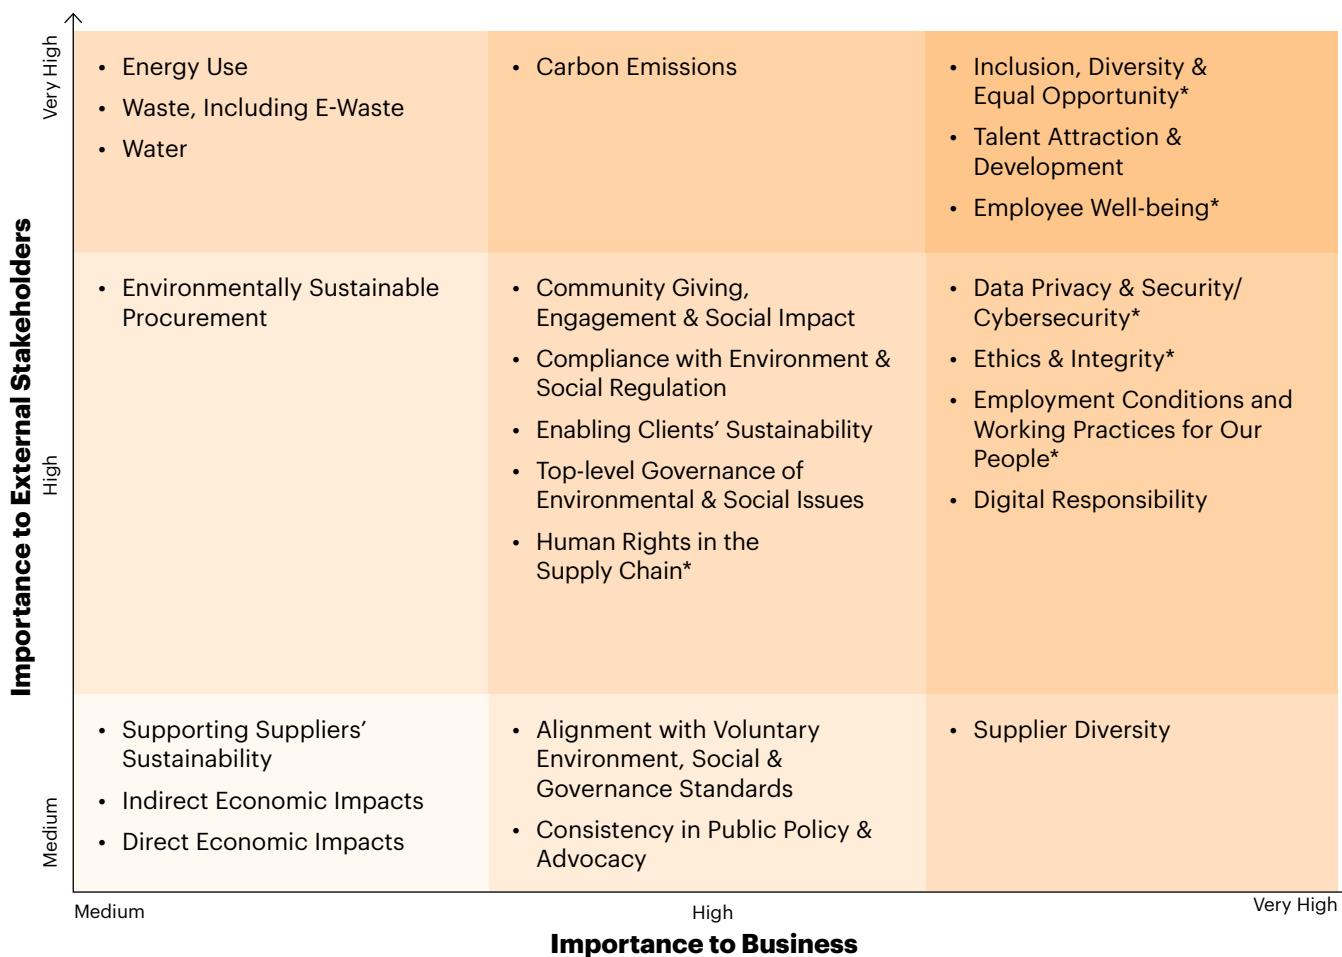 Importance to External Stakeholders
Very High
High
Medium
• Energy Use
• Waste, Including E-Waste
• Water
• Carbon Emissions
• Inclusion, Diversity &
Equal Opportunity*
• Talent Attraction &
Development
• Employee Well-being*
• Environmentally Sustainable
Procurement
• Community Giving,
Engagement & Social Impact
• Compliance with Environment &
Social Regulation
• Enabling Clients’ Sustainability
• Top-level Governance of
Environmental & Social Issues
• Human Rights in the
Supply Chain*
• Data Privacy & Security/
Cybersecurity*
• Ethics & Integrity*
• Employment Conditions and
Working Practices for Our
People*
• Digital Responsibility
• Supporting Suppliers’
Sustainability
• Indirect Economic Impacts
• Direct Economic Impacts
• Alignment with Voluntary
Environment, Social &
Governance Standards
• Consistency in Public Policy &
Advocacy
• Supplier Diversity
Medium
High
Very High
Importance to Business